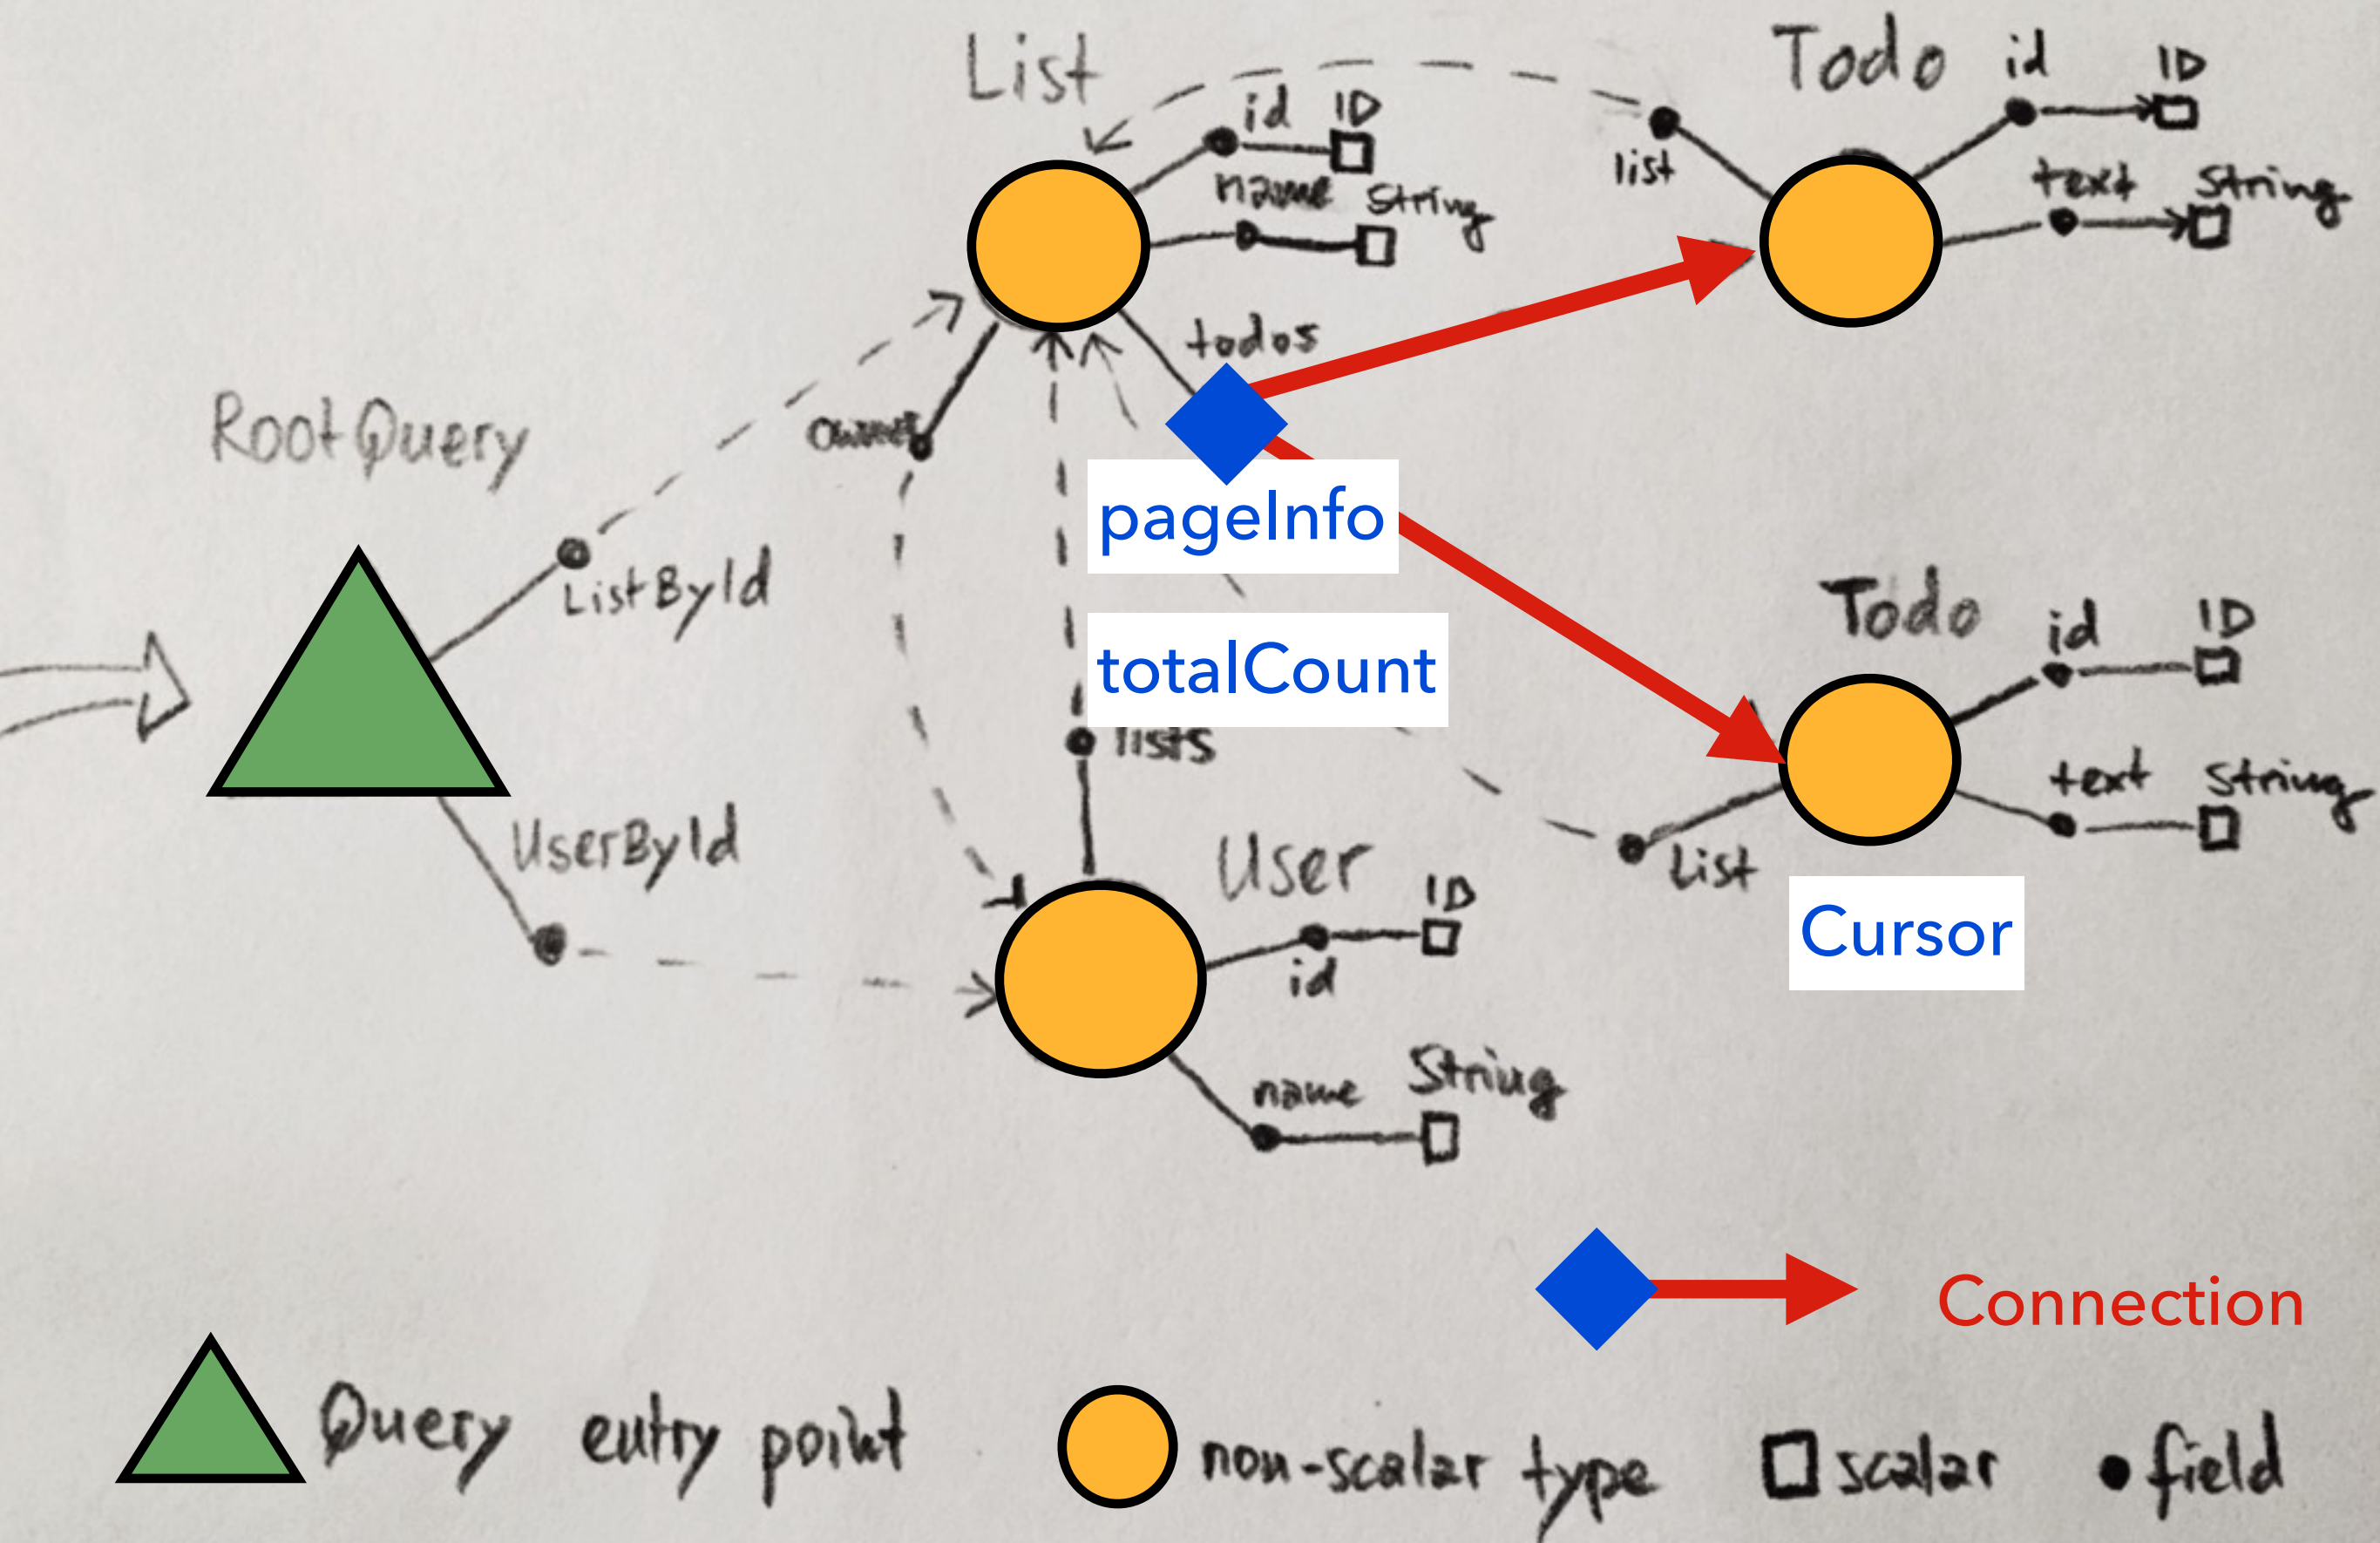 List
Todo
id
ID
id
ID
name
String
list
text
String
todos
RootQuery
owner
pageInfo
ListById
totalCount
Todo
id
ID
lists
text
String
UserById
User
ID
List
id
Cursor
name
String
Connection
Query entry point
non-scalar type
scalar
field